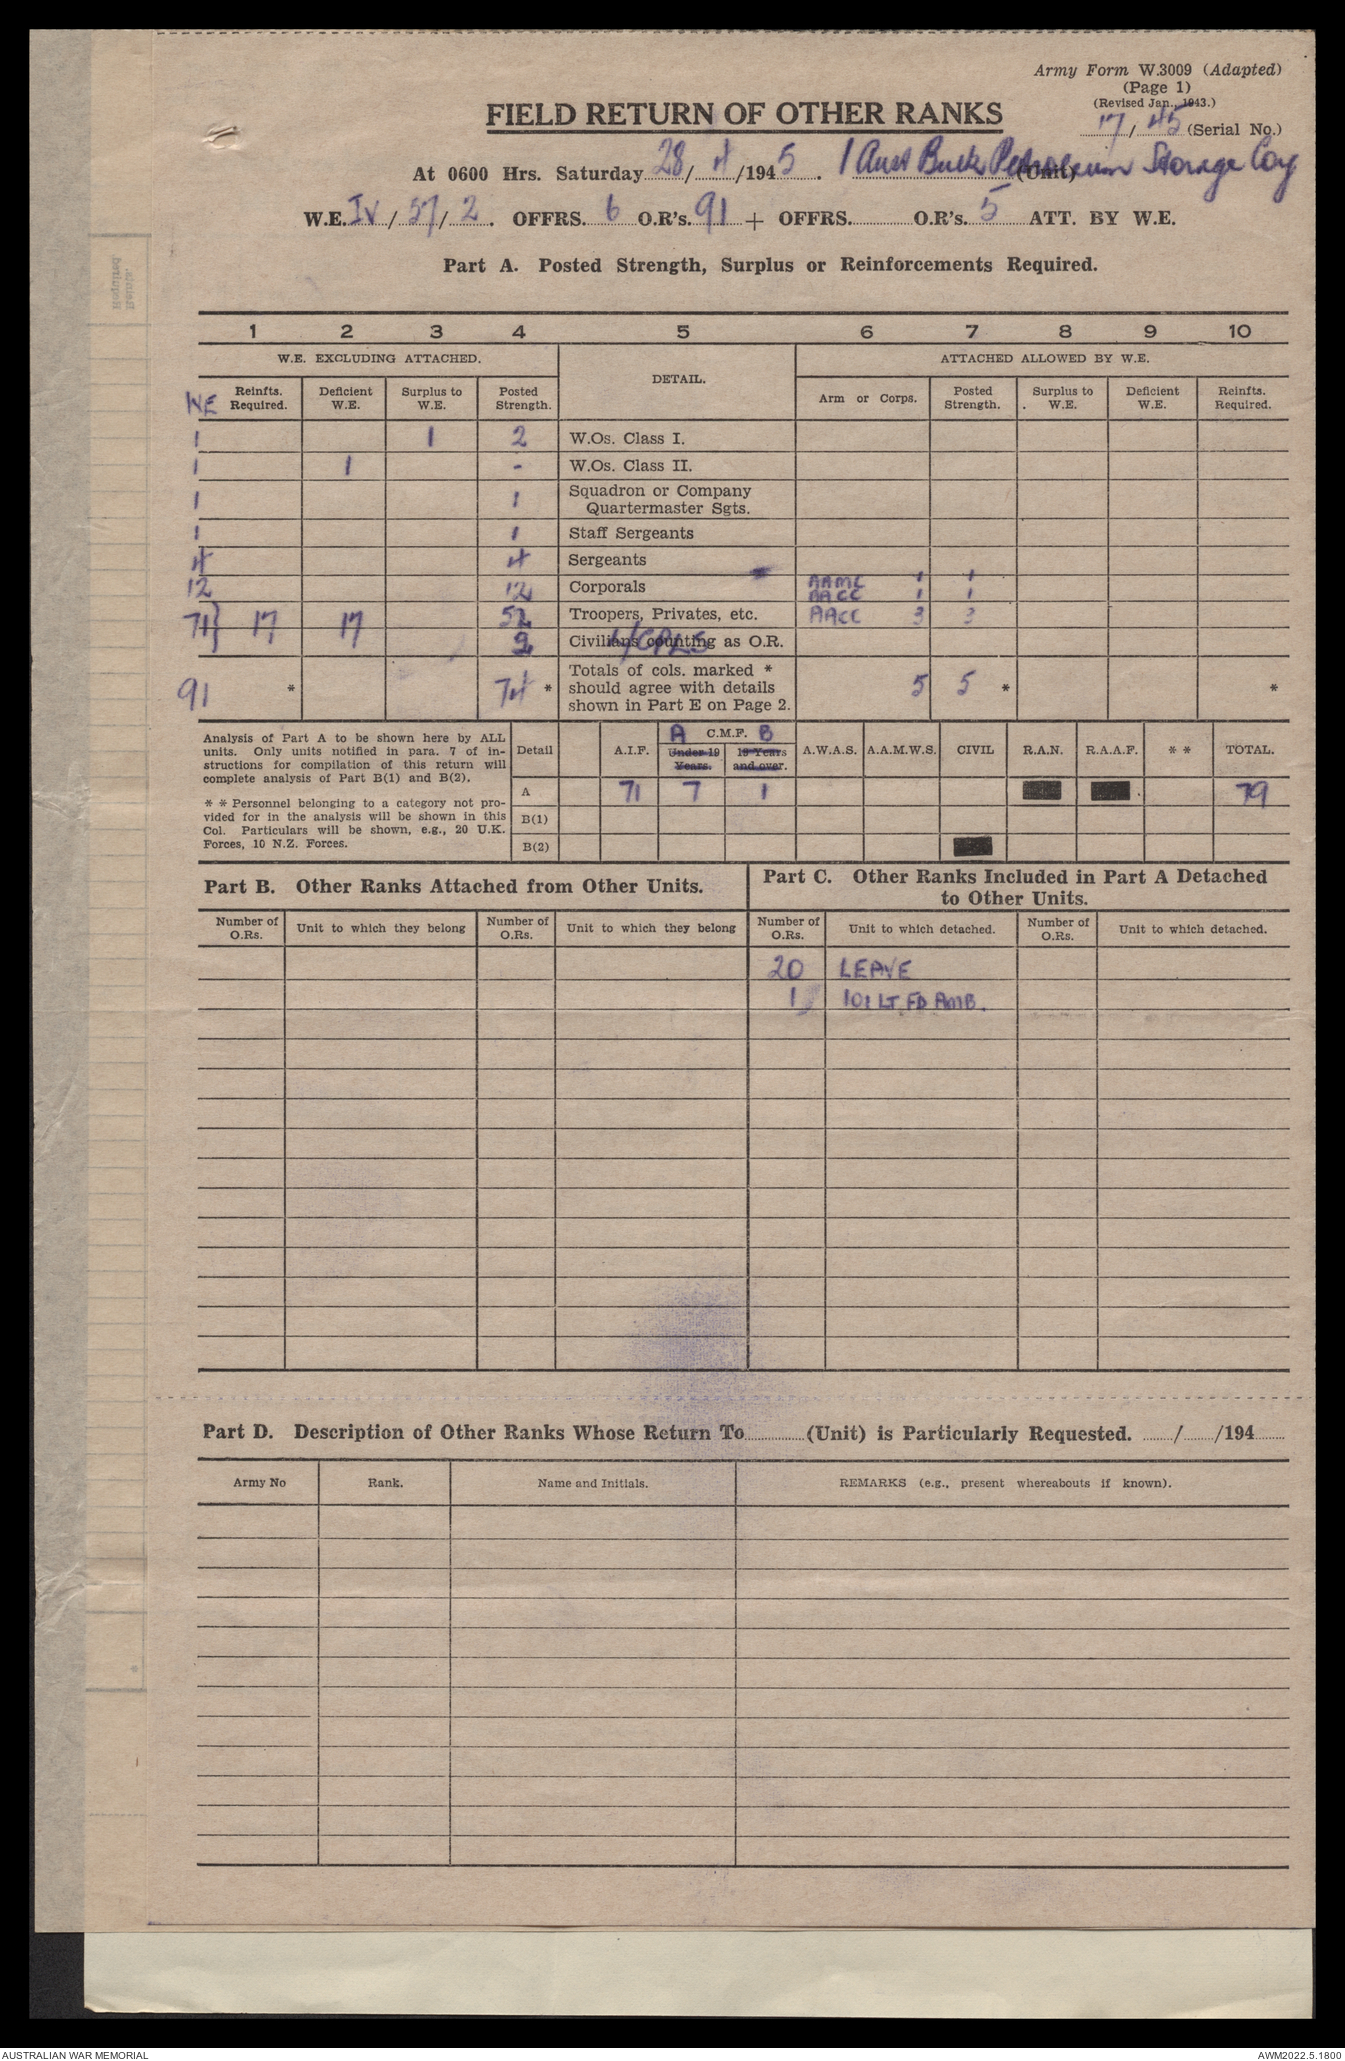 Army Form W.3009 (Adapted)
(Page 1)
(Revised Jan., 1943.)
FIELD RETURN OF OTHER RANKS
17/45 (Serial No.)
At 0600 Hrs. Saturday 28/4/1945. 1 Aust Bulk Petroleum Storage Coy (Unit)
W.E. IV/57/2. OFFRS. 6 O.R's. 91 + OFFRS. O.R's. 5 ATT. BY W.E.
Part A. Posted Strength, Surplus or Reinforcements Required.
1 2 3 4 5 6 7 8 9 10
W.E. EXCLUDING ATTACHED. DETAIL. ATTACHED ALLOWED BY W.E.
WE Reinfts. Required. Deficient W.E. Surplus to W.E. Posted Strength. Arm or Corps. Posted Strength. Surplus to W.E. Deficient W.E. Reinfts. Required.
1 1 2 W.Os. Class I.
1 1 - W.Os. Class II.
1 1 Squadron or Company Quartermaster Sgts.
1 1 Staff Sergeants
4 4 Sergeants
12 12 Corporals AAMC 1 1
AACC 1 1
71} 17 17 52 Troopers, Privates, etc. AACC 3 3
2 Civilians counting as O.R. L/CPLS
91 * 74 * Totals of cols. marked * should agree with details shown in Part E on Page 2. 5 5 * *
Analysis of Part A to be shown here by ALL
units. Only units notified in para. 7 of in-
structions for compilation of this return will
complete analysis of Part B(1) and B(2).
* * Personnel belonging to a category not pro-
vided for in the analysis will be shown in this
Col. Particulars will be shown, e.g., 20 U.K.
Forces, 10 N.Z. Forces.
Detail A.I.F. A C.M.F. B A.W.A.S. A.A.M.W.S. CIVIL R.A.N. R.A.A.F. * * TOTAL.
Under 19 Years. 19 Years and over.
A 71 7 1 79
B(1)
B(2)
Part B. Other Ranks Attached from Other Units.
Part C. Other Ranks Included in Part A Detached
to Other Units.
Number of O.Rs. Unit to which they belong Number of O.Rs. Unit to which they belong Number of O.Rs. Unit to which detached. Number of O.Rs. Unit to which detached.
20 LEAVE
1 101 LT FD AMB.
Part D. Description of Other Ranks Whose Return To (Unit) is Particularly Requested. / /194
Army No Rank. Name and Initials. REMARKS (e.g., present whereabouts if known).
AUSTRALIAN WAR MEMORIAL AWM2022.5.1800